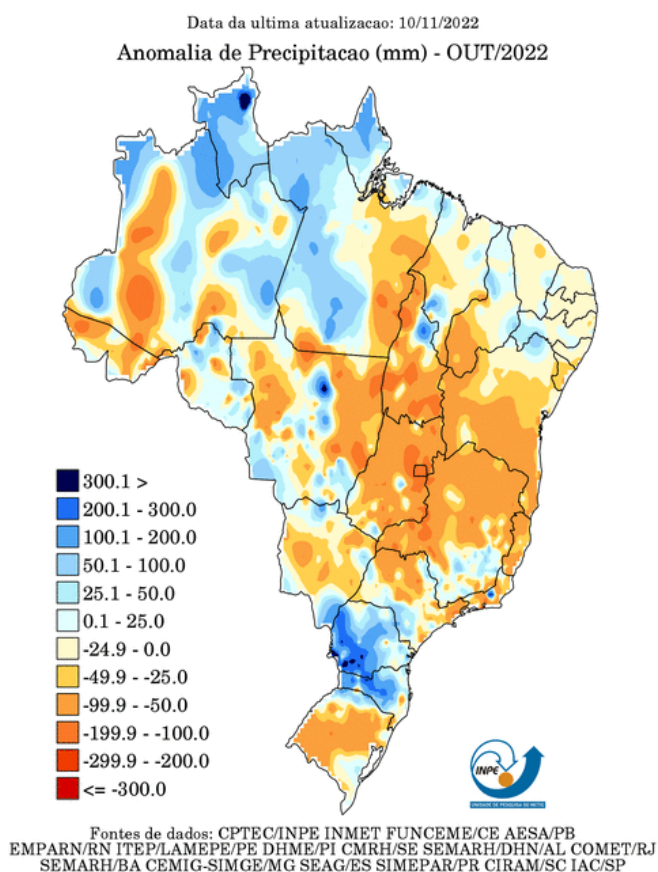 Data da ultima atualizacao: 10/11/2022
Anomalia de Precipitacao (mm) - OUT/2022
300.1 >
200.1 - 300.0
100.1 - 200.0
50.1 - 100.0
25.1 - 50.0
0.1 - 25.0
-24.9 - 0.0
-49.9 - -25.0
-99.9 - -50.0
-199.9 - -100.0
-299.9 - -200.0
<= -300.0
INPE
UNIDADE DE PESQUISA DE METEO
Fontes de dados: CPTEC/INPE INMET FUNCEME/CE AESA/PB
EMPARN/RN ITEP/LAMEPE/PE DHME/PI CMRH/SE SEMARH/DHN/AL COMET/RJ
SEMARH/BA CEMIG-SIMGE/MG SEAG/ES SIMEPAR/PR CIRAM/SC IAC/SP